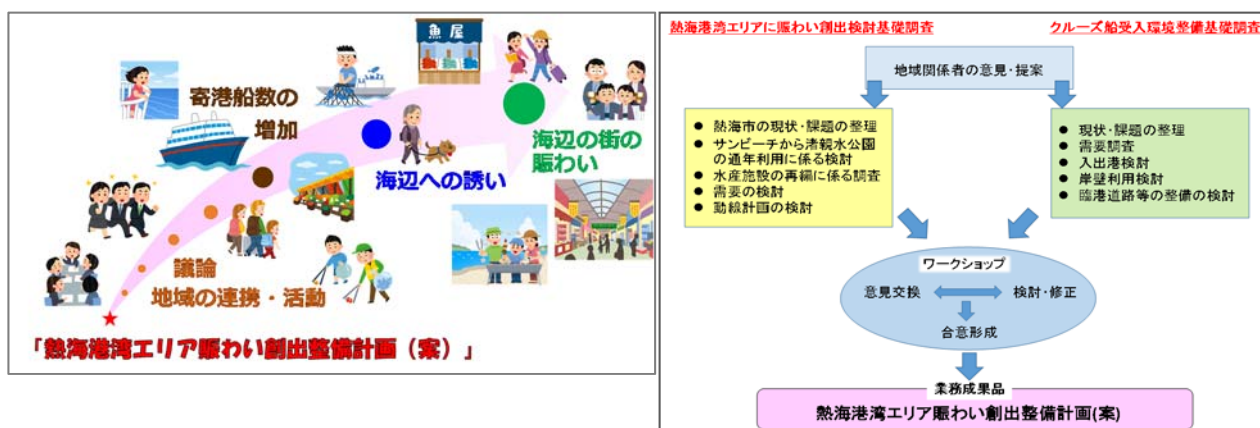 魚屋
寄港船数の
増加
海辺の街の
賑わい
海辺への誘い
議論
地域の連携・活動
「熱海港湾エリア賑わい創出整備計画（案）」
熱海港湾エリアに賑わい創出検討基礎調査
クルーズ船受入環境整備基礎調査
地域関係者の意見・提案
● 熱海市の現状・課題の整理
● サンビーチから渚親水公園
の通年利用に係る検討
● 水産施設の再編に係る調査
● 需要の検討
● 動線計画の検討
● 現状・課題の整理
● 需要調査
● 入出港検討
● 岸壁利用検討
● 臨港道路等の整備の検討
ワークショップ
意見交換
検討・修正
合意形成
業務成果品
熱海港湾エリア賑わい創出整備計画(案)